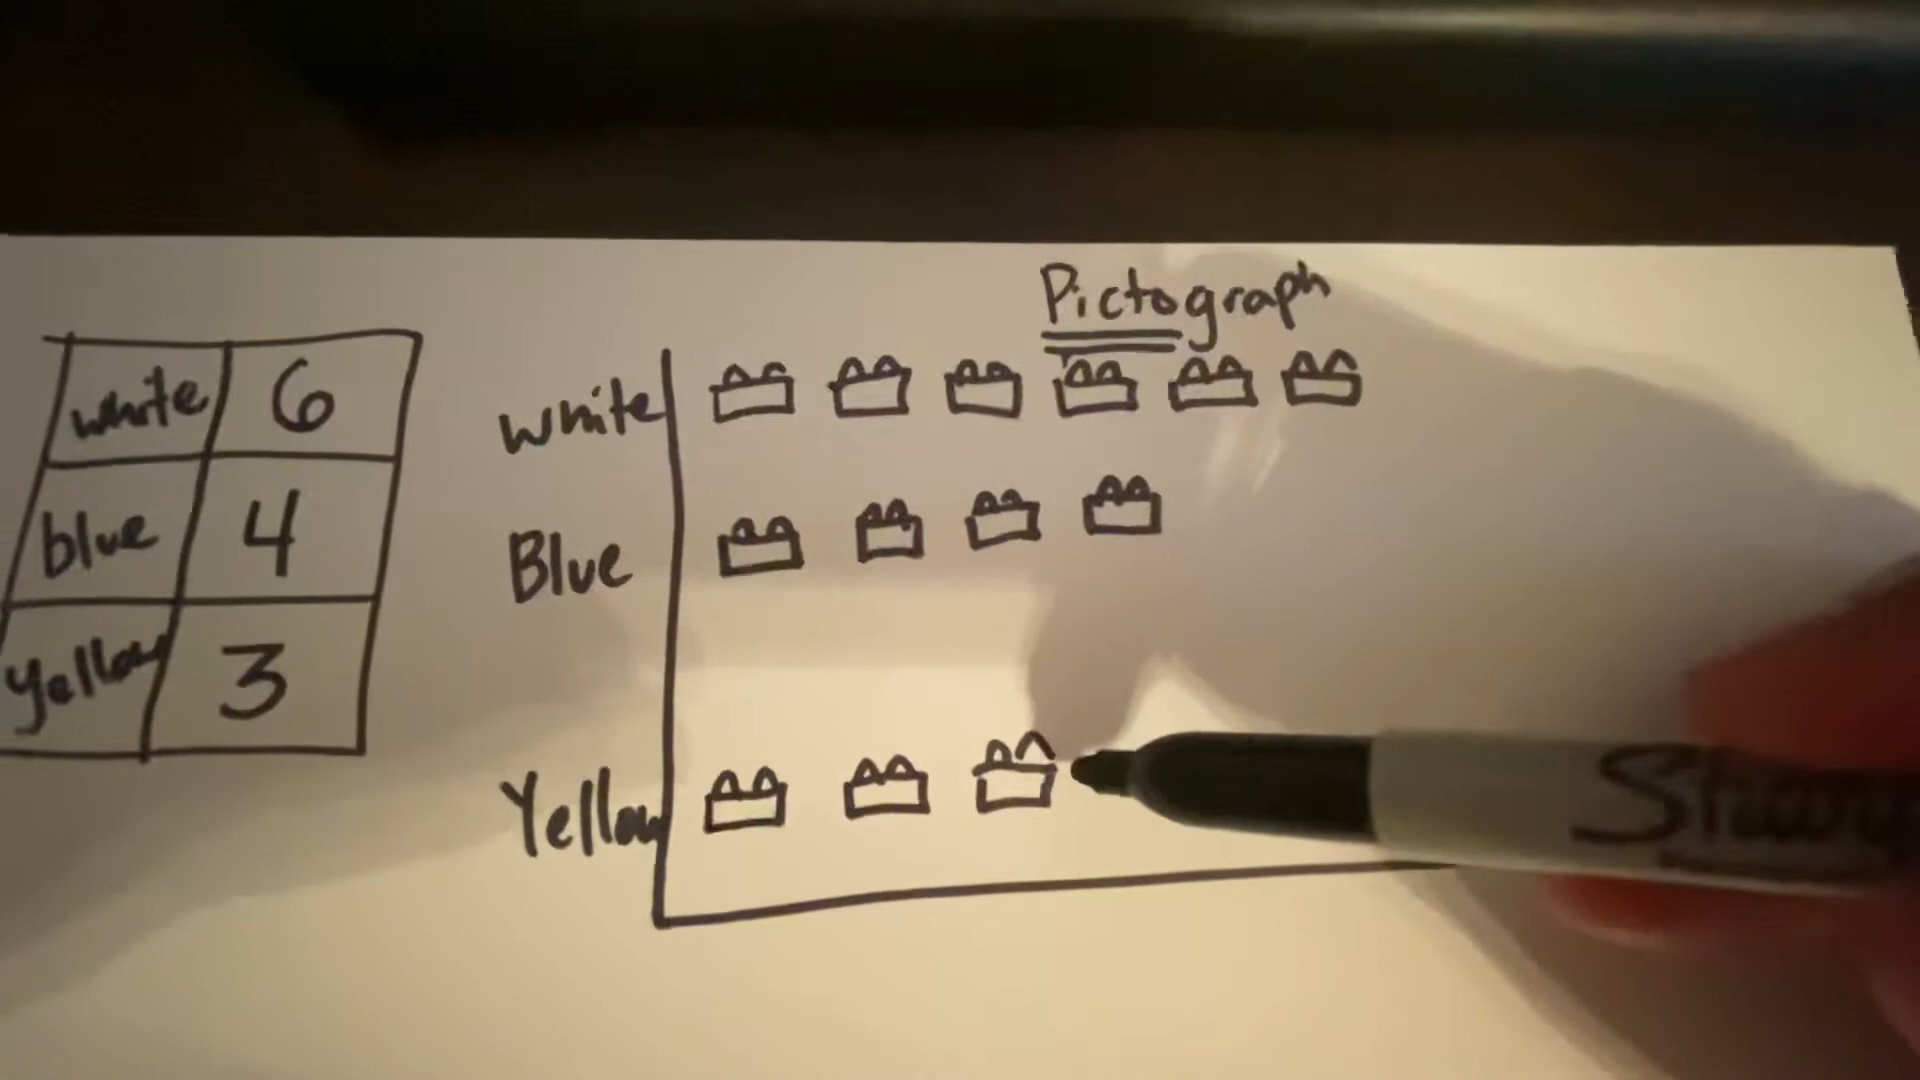 Pictograph
white 6
blue 4
yellow 3
white
Blue
Yellow